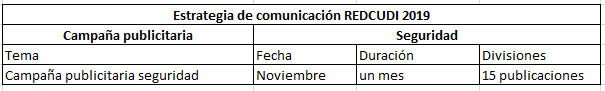 Estrategia de comunicación REDCUDI 2019
Campaña publicitaria Seguridad
Tema Fecha Duración Divisiones
Campaña publicitaria seguridad Noviembre un mes 15 publicaciones